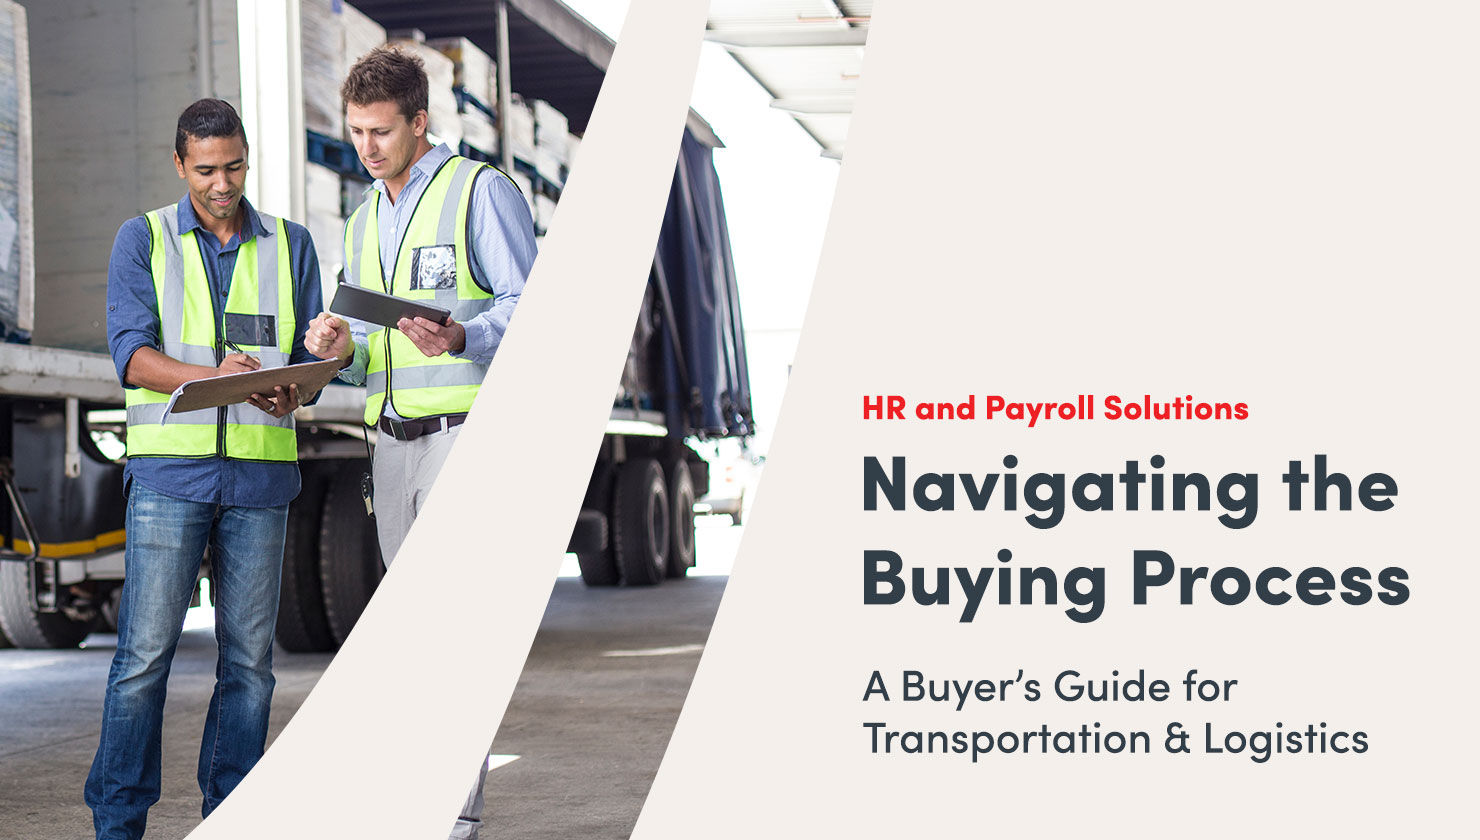 HR and Payroll Solutions
Navigating the
Buying Process
A Buyer’s Guide for
Transportation & Logistics